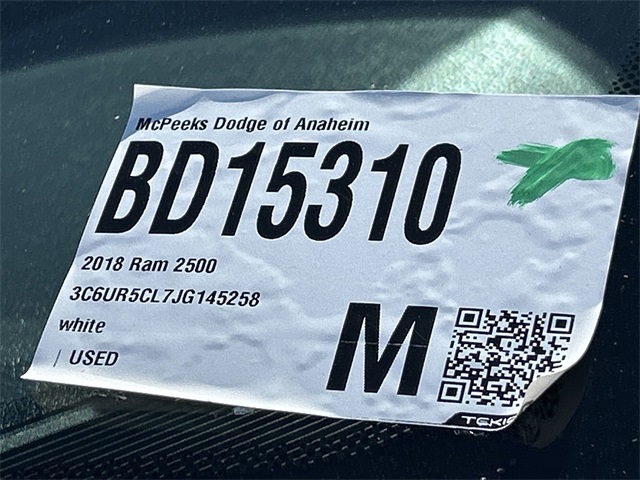 McPeeks Dodge of Anaheim
BD15310
2018 Ram 2500
3C6UR5CL7JG145258
white
| USED
M